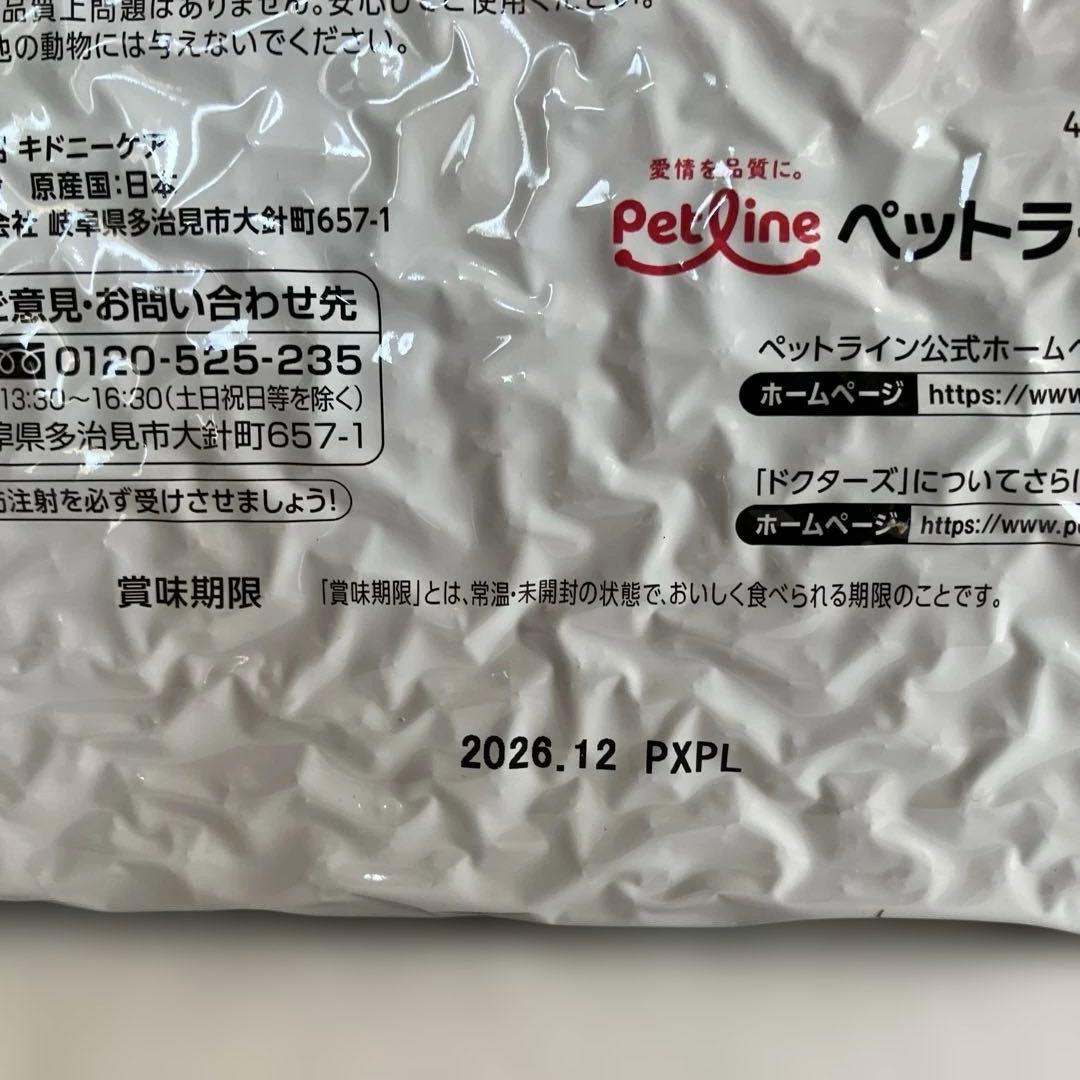 品質上問題はありません。安心してご使用ください。
他の動物には与えないでください。
キドニーケア
原産国：日本
会社 岐阜県多治見市大針町657-1
ご意見・お問い合わせ先
0120-525-235
13:30～16:30（土日祝日等を除く）
阜県多治見市大針町657-1
注射を必ず受けさせましょう！
4
愛情を品質に。
PetLine ペットラ
ペットライン公式ホームペ
ホームページ https://www
「ドクターズ」についてさらに
ホームページ https://www.pe
賞味期限 「賞味期限」とは、常温・未開封の状態で、おいしく食べられる期限のことです。
2026.12 PXPL